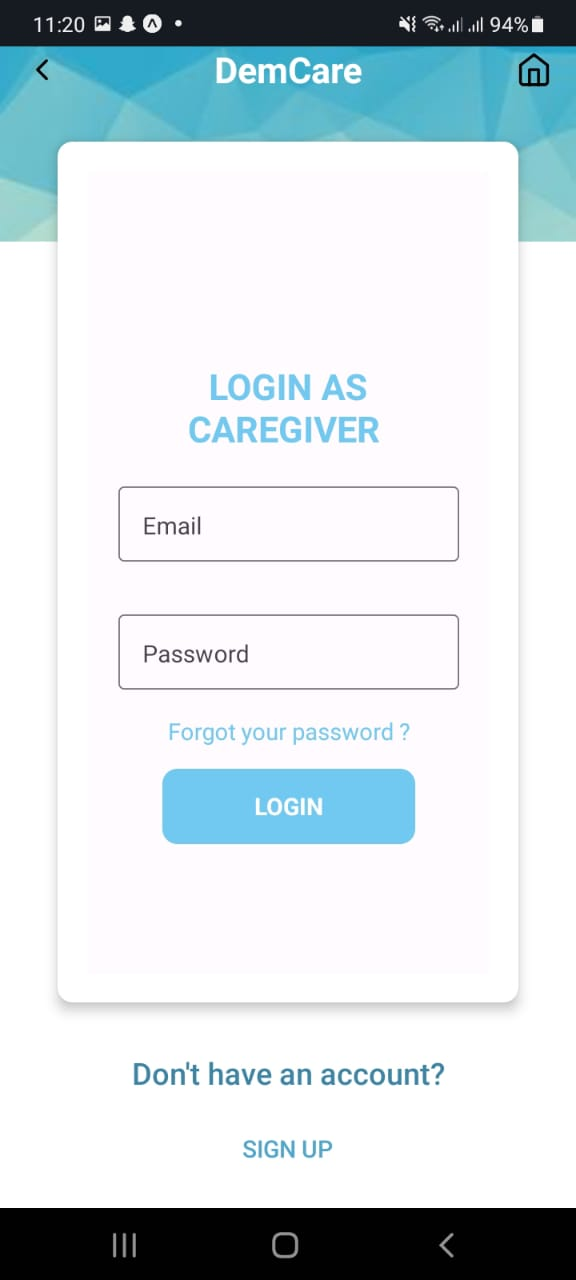 11:20 94%
DemCare
LOGIN AS
CAREGIVER
Email
Password
Forgot your password ?
LOGIN
Don't have an account?
SIGN UP